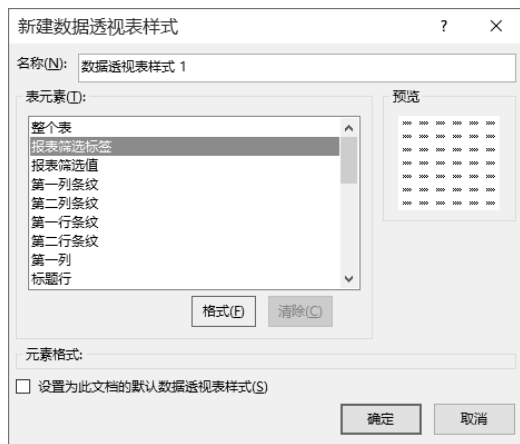 新建数据透视表样式
?
名称(N): 数据透视表样式 1
表元素(T):
预览
整个表
报表筛选标签
报表筛选值
第一列条纹
第二列条纹
第一行条纹
第二行条纹
第一列
标题行
格式(F) 清除(C)
元素格式:
设置为此文档的默认数据透视表样式(S)
确定 取消